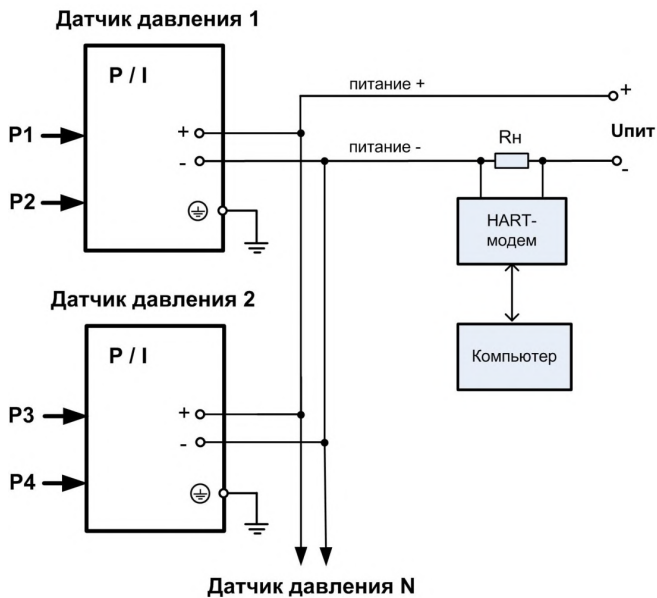 Датчик давления 1
P / I
питание +
+
P1
+
Rн
Uпит
-
питание -
-
P2
HART-
модем
Датчик давления 2
P / I
Компьютер
P3
+
-
P4
Датчик давления N